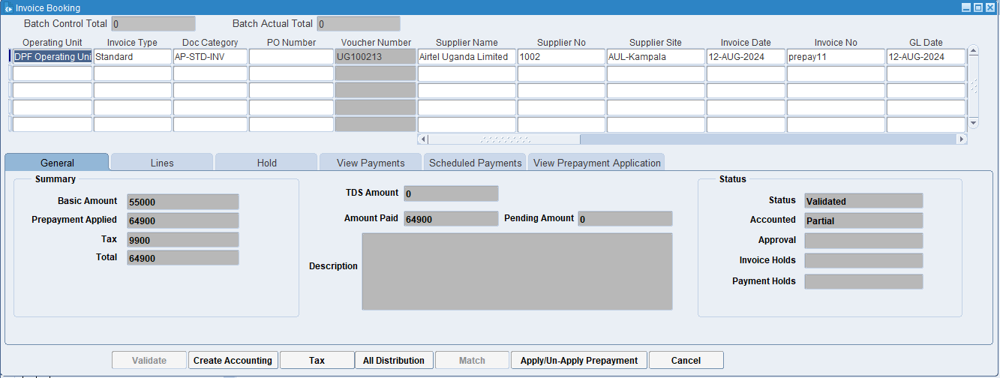 Invoice Booking
Batch Control Total 0 Batch Actual Total 0
Operating Unit Invoice Type Doc Category PO Number Voucher Number Supplier Name Supplier No Supplier Site Invoice Date Invoice No GL Date
DPF Operating Uni Standard AP-STD-INV UG100213 Airtel Uganda Limited 1002 AUL-Kampala 12-AUG-2024 prepay11 12-AUG-2024
General Lines Hold View Payments Scheduled Payments View Prepayment Application
Summary
Basic Amount 55000
Prepayment Applied 64900
Tax 9900
Total 64900
TDS Amount 0
Amount Paid 64900 Pending Amount 0
Description
Status
Status Validated
Accounted Partial
Approval
Invoice Holds
Payment Holds
Validate Create Accounting Tax All Distribution Match Apply/Un-Apply Prepayment Cancel